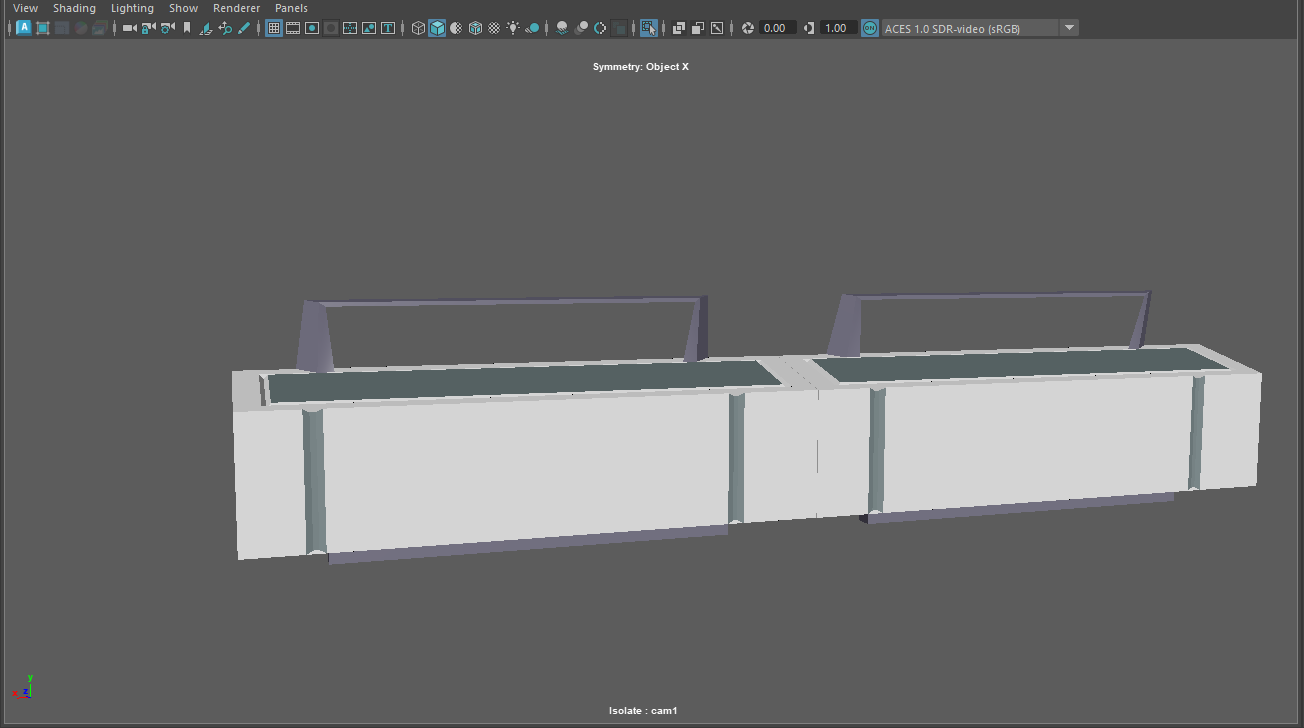 View Shading Lighting Show Renderer Panels
A T 0.00 1.00 ON ACES 1.0 SDR-video (sRGB)
Symmetry: Object X
y
x z
Isolate : cam1